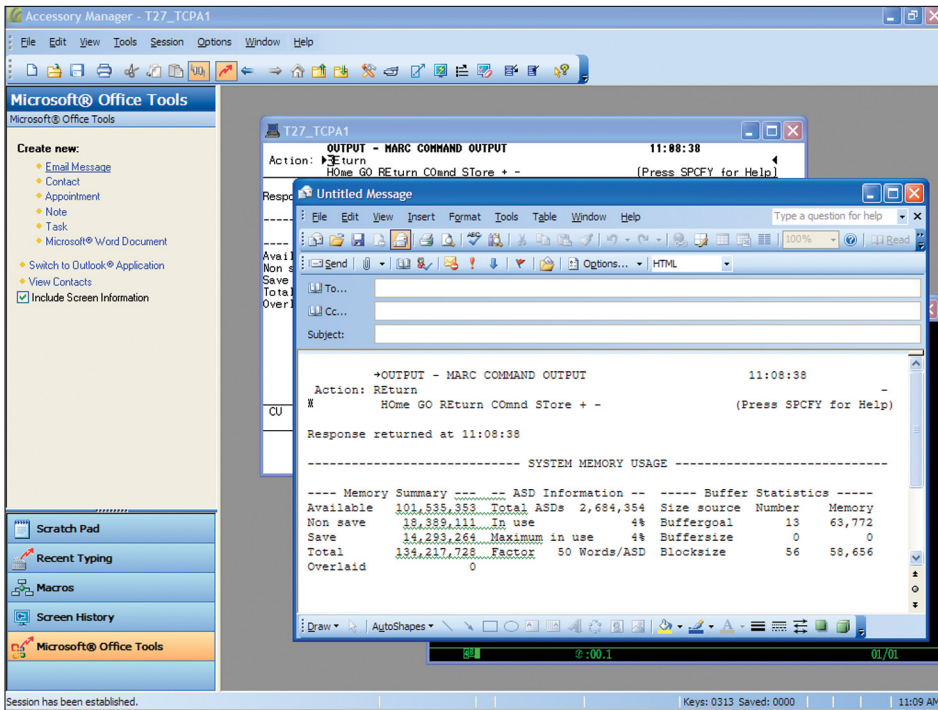 Accessory Manager - T27_TCPA1
File Edit View Tools Session Options Window Help
Microsoft® Office Tools
Microsoft® Office Tools
Create new:
Email Message
Contact
Appointment
Note
Task
Microsoft® Word Document
Switch to Outlook® Application
View Contacts
Include Screen Information
Scratch Pad
Recent Typing
Macros
Screen History
Microsoft® Office Tools
T27_TCPA1
OUTPUT - MARC COMMAND OUTPUT 11:08:38
Action: REturn
HOme GO REturn COmnd STore + - (Press SPCFY for Help)
Respo
----
----
Avail
Non s
Save
Total
Overl
CU
Untitled Message
File Edit View Insert Format Tools Table Window Help
Type a question for help
100% Read
Send Options... HTML
To...
Cc...
Subject:
→OUTPUT - MARC COMMAND OUTPUT 11:08:38
Action: REturn -
HOme GO REturn COmnd STore + - (Press SPCFY for Help)
Response returned at 11:08:38
---------------------------- SYSTEM MEMORY USAGE ----------------------------
---- Memory Summary --- -- ASD Information -- ----- Buffer Statistics -----
Available 101,535,353 Total ASDs 2,684,354 Size source Number Memory
Non save 18,389,111 In use 4% Buffergoal 13 63,772
Save 14,293,264 Maximum in use 4% Buffersize 0 0
Total 134,217,728 Factor 50 Words/ASD Blocksize 56 58,656
Overlaid 0
Draw AutoShapes
:00.1 01/01
Session has been established.
Keys: 0313 Saved: 0000 11:09 AM